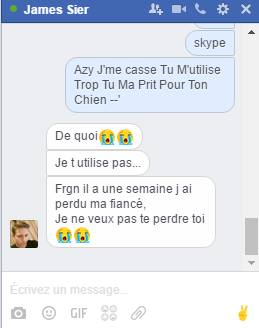 James Sier
skype
Azy J'me casse Tu M'utilise
Trop Tu Ma Prit Pour Ton
Chien --'
De quoi😭😭
Je t utilise pas...
Frgn il a une semaine j ai
perdu ma fiancé,
Je ne veux pas te perdre toi
😭😭
Écrivez un message...
GIF